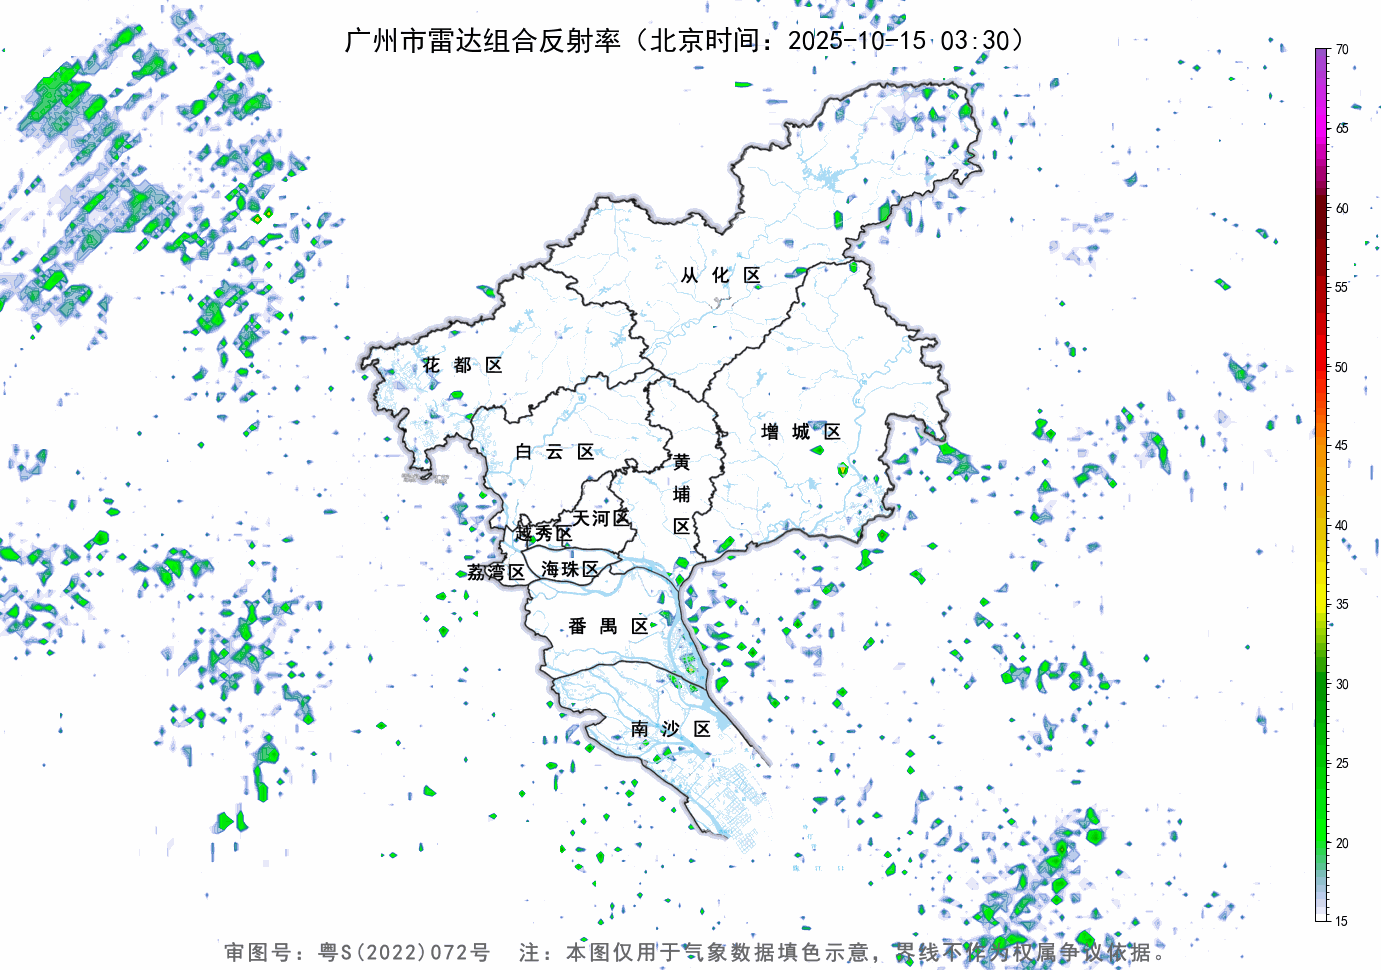 广州市雷达组合反射率（北京时间：2025-10-15 03:30）
70
65
60
55
50
45
40
35
30
25
20
15
从化区
花都区
增城区
白云区
黄埔区
天河区
越秀区
海珠区
荔湾区
番禺区
南沙区
审图号：粤S(2022)072号 注：本图仅用于气象数据填色示意，界线不作为权属争议依据。